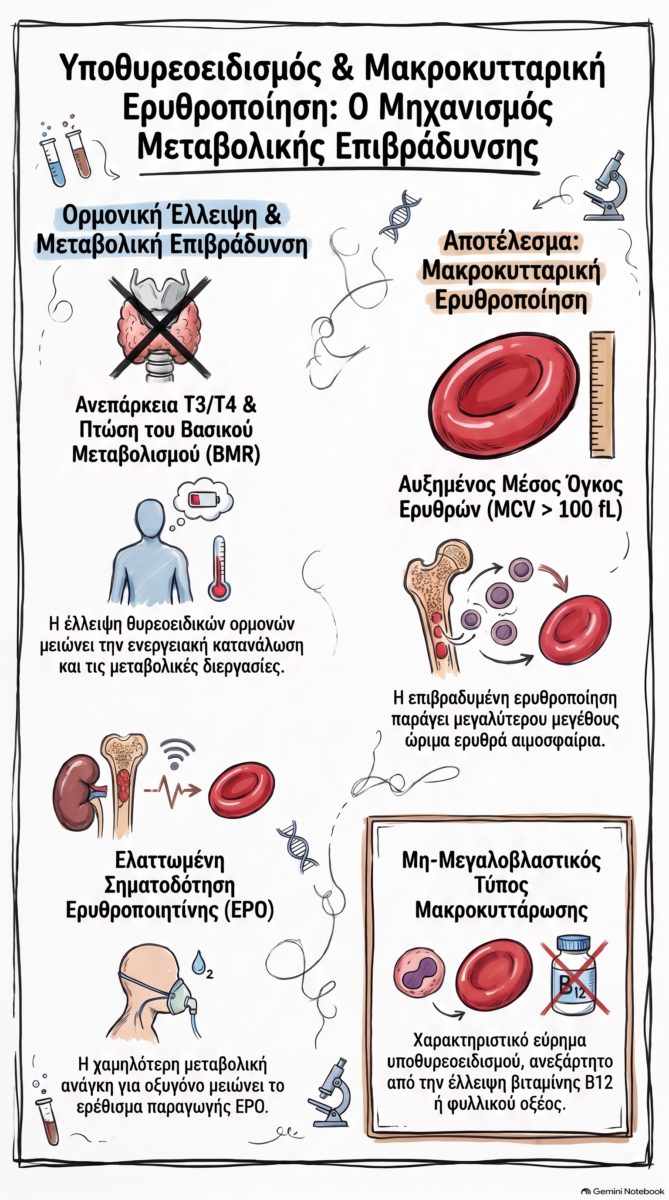 Υποθυρεοειδισμός & Μακροκυτταρική
Ερυθροποίηση: Ο Μηχανισμός
Μεταβολικής Επιβράδυνσης
Ορμονική Έλλειψη &
Μεταβολική Επιβράδυνση
Ανεπάρκεια T3/T4 &
Πτώση του Βασικού
Μεταβολισμού (BMR)
Η έλλειψη θυρεοειδικών ορμονών
μειώνει την ενεργειακή κατανάλωση
και τις μεταβολικές διεργασίες.
Ελαττωμένη
Σηματοδότηση
Ερυθροποιητίνης (EPO)
2
Η χαμηλότερη μεταβολική
ανάγκη για οξυγόνο μειώνει το
ερέθισμα παραγωγής EPO.
Αποτέλεσμα:
Μακροκυτταρική
Ερυθροποίηση
Αυξημένος Μέσος Όγκος
Ερυθρών (MCV > 100 fL)
Η επιβραδυμένη ερυθροποίηση
παράγει μεγαλύτερου μεγέθους
ώριμα ερυθρά αιμοσφαίρια.
Μη-Μεγαλοβλαστικός
Τύπος
Μακροκυττάρωσης
B12
Χαρακτηριστικό εύρημα
υποθυρεοειδισμού, ανεξάρτητο
από την έλλειψη βιταμίνης B12
ή φυλλικού οξέος.
Gemini Notebook